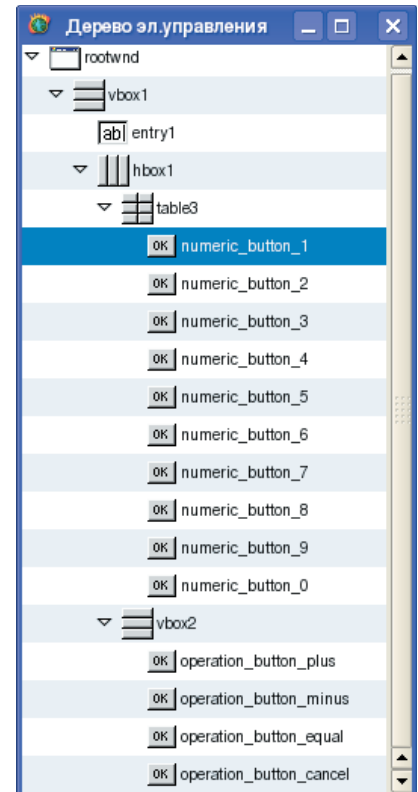 Дерево эл.управления
rootwnd
vbox1
ab entry1
hbox1
table3
OK numeric_button_1
OK numeric_button_2
OK numeric_button_3
OK numeric_button_4
OK numeric_button_5
OK numeric_button_6
OK numeric_button_7
OK numeric_button_8
OK numeric_button_9
OK numeric_button_0
vbox2
OK operation_button_plus
OK operation_button_minus
OK operation_button_equal
OK operation_button_cancel